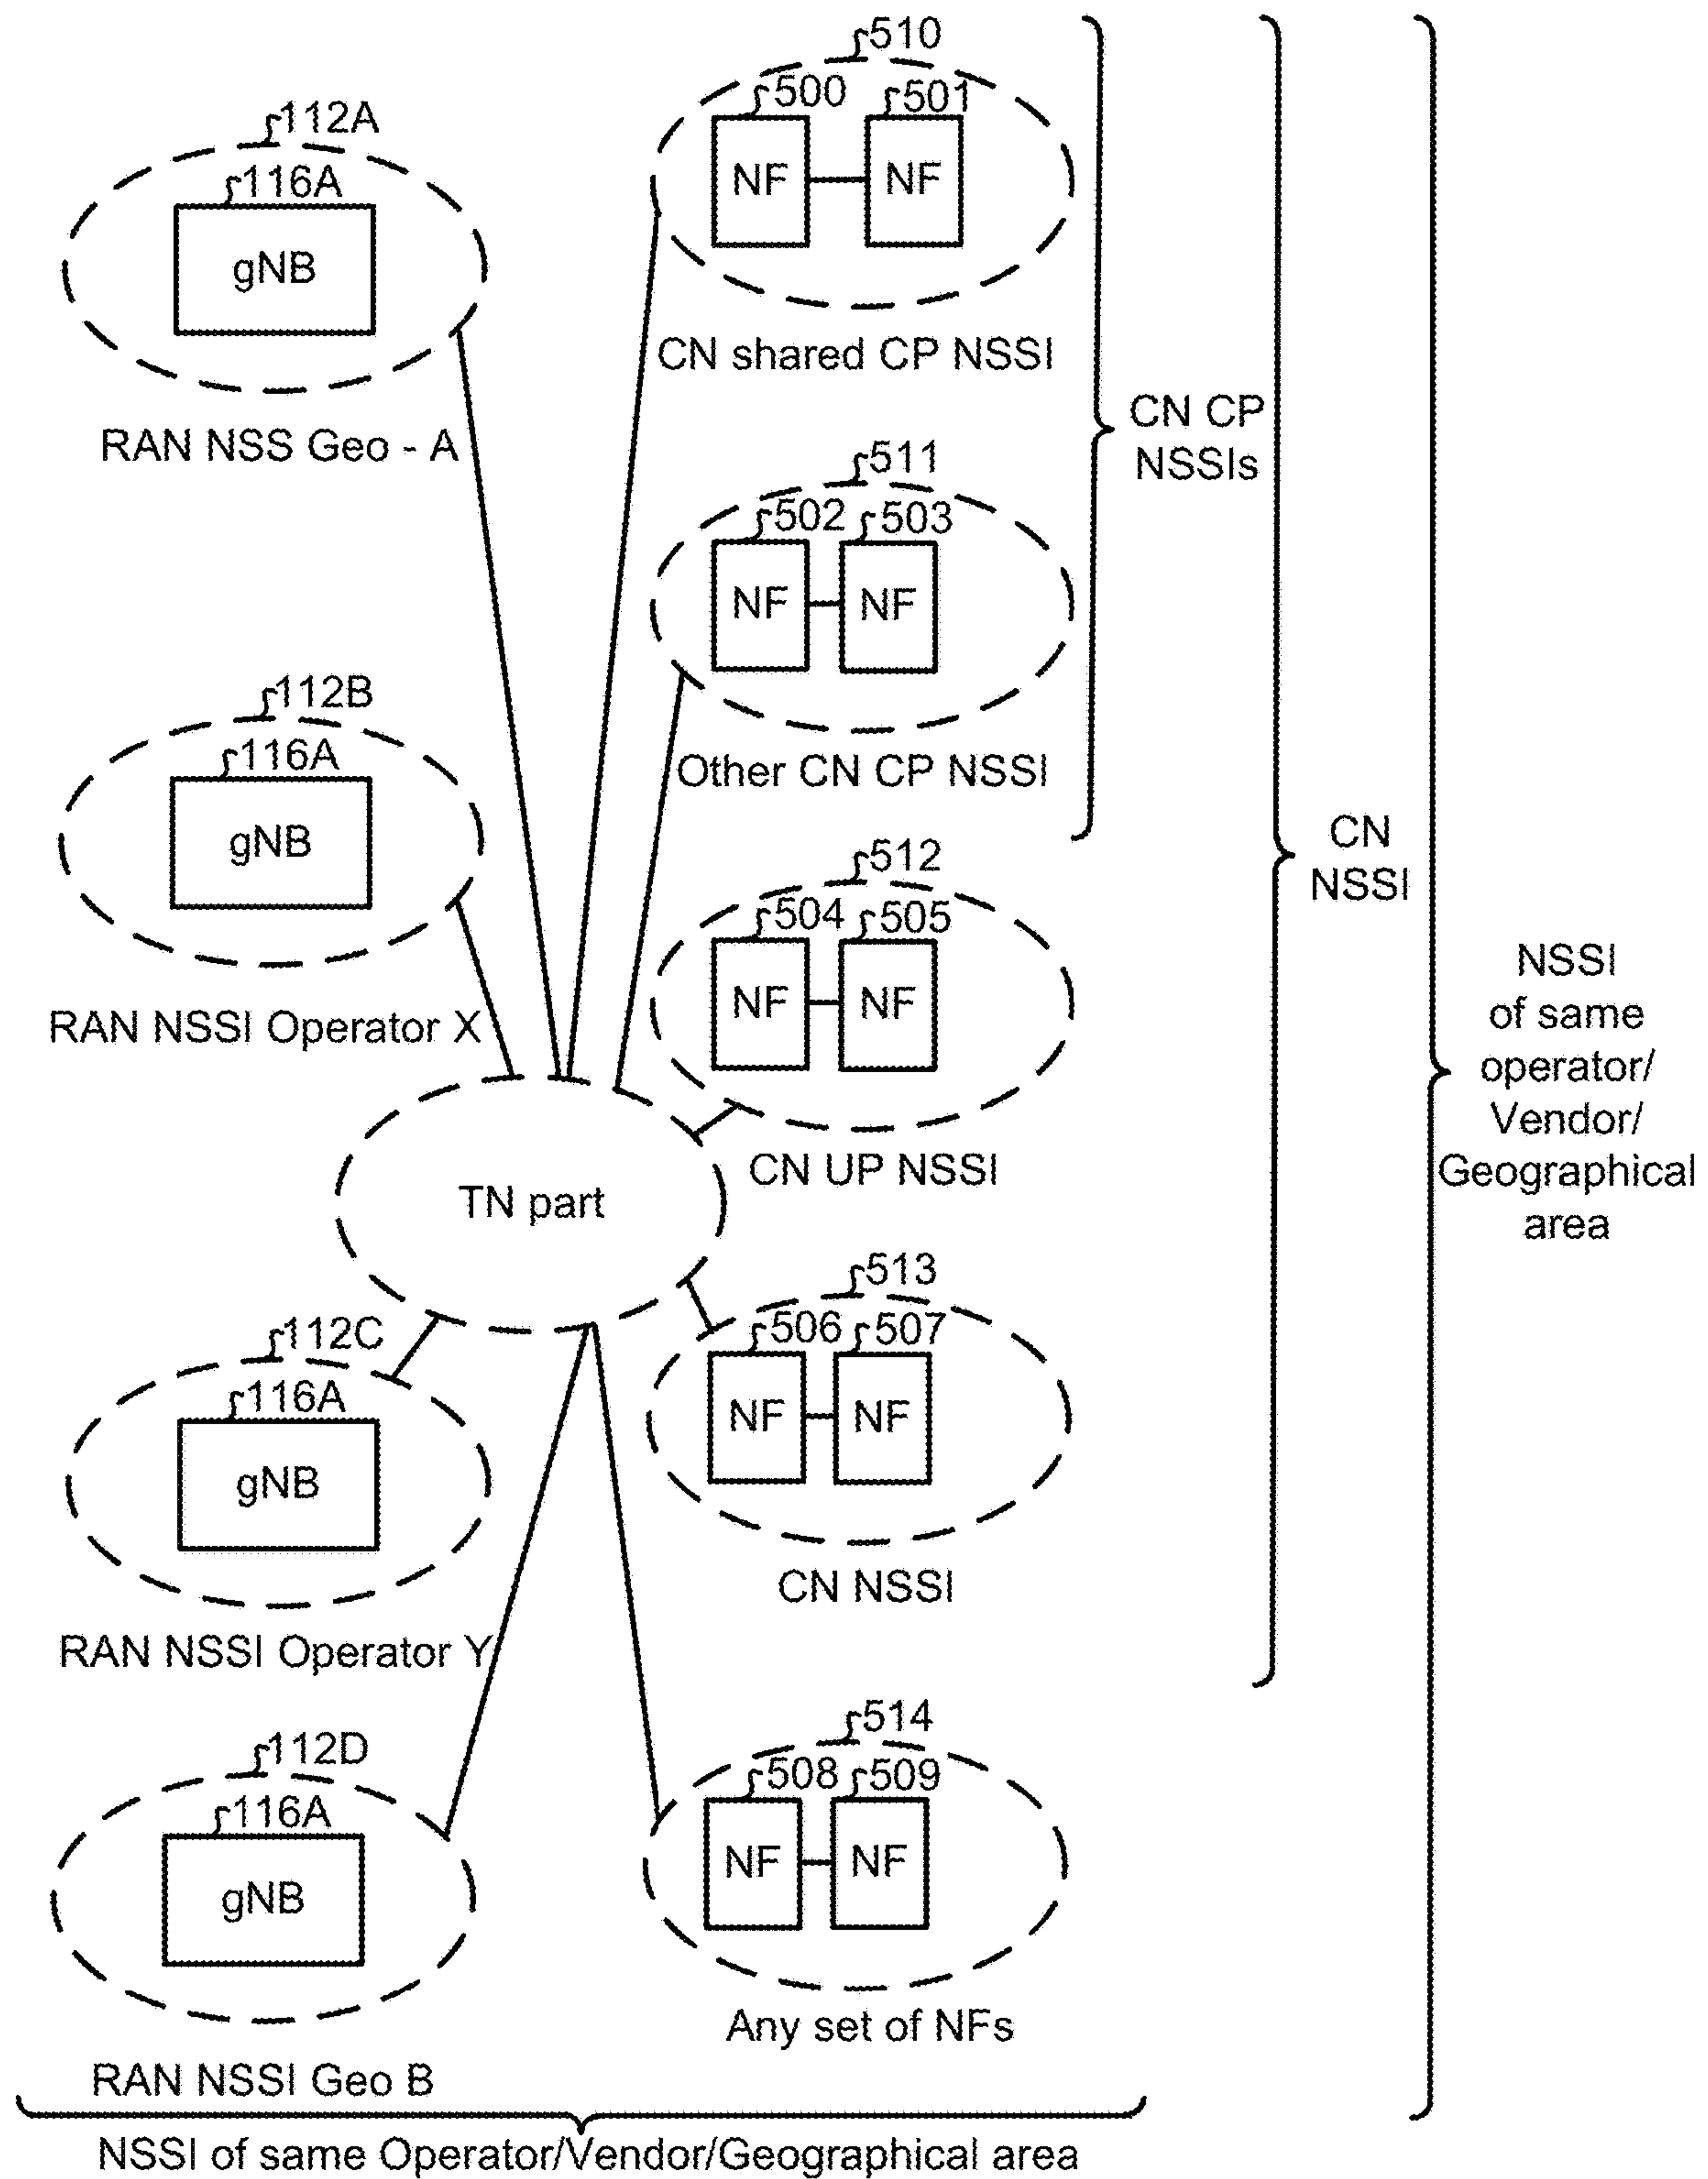 112A
116A
gNB
RAN NSS Geo - A
112B
116A
gNB
RAN NSSI Operator X
TN part
112C
116A
gNB
RAN NSSI Operator Y
112D
116A
gNB
RAN NSSI Geo B
510
500 501
NF NF
CN shared CP NSSI
511
502 503
NF NF
Other CN CP NSSI
512
504 505
NF NF
CN UP NSSI
513
506 507
NF NF
CN NSSI
514
508 509
NF NF
Any set of NFs
CN CP
NSSIs
CN
NSSI
NSSI
of same
operator/
Vendor/
Geographical
area
NSSI of same Operator/Vendor/Geographical area